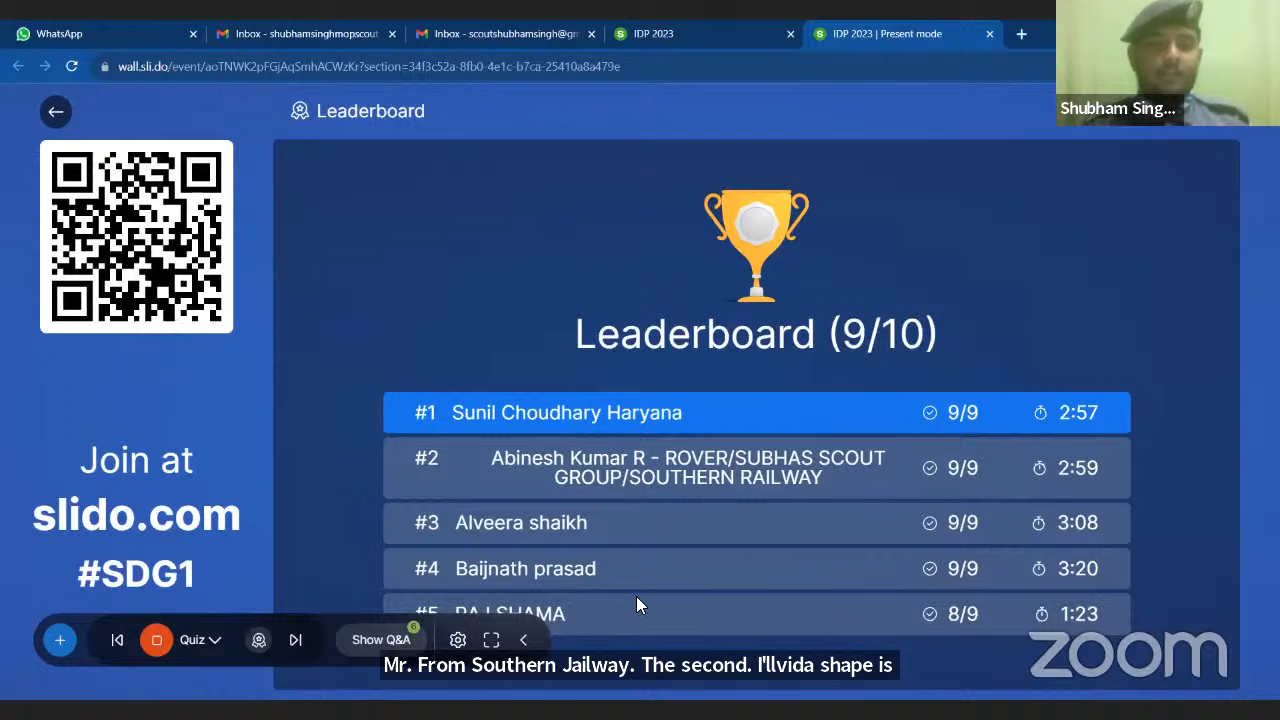 WhatsApp
Inbox - shubhamsinghmopscout
Inbox - scoutshubhamsingh@gm
IDP 2023
IDP 2023 | Present mode
wall.sli.do/event/aoTNWK2pFGjAqSmhACWzKr?section=34f3c52a-8fb0-4e1c-b7ca-25410a8a479e
Shubham Sing...
Leaderboard
Leaderboard (9/10)
#1 Sunil Choudhary Haryana 9/9 2:57
#2 Abinesh Kumar R - ROVER/SUBHAS SCOUT
GROUP/SOUTHERN RAILWAY 9/9 2:59
#3 Alveera shaikh 9/9 3:08
#4 Baijnath prasad 9/9 3:20
#5 RAJ SHAMA 8/9 1:23
Join at
slido.com
#SDG1
Quiz
Show Q&A
6
Mr. From Southern Jailway. The second. I'llvida shape is
zoom